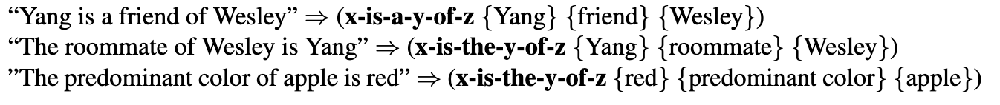 “Yang is a friend of Wesley” ⇒ (x-is-a-y-of-z {Yang} {friend} {Wesley})
“The roommate of Wesley is Yang” ⇒ (x-is-the-y-of-z {Yang} {roommate} {Wesley})
”The predominant color of apple is red” ⇒ (x-is-the-y-of-z {red} {predominant color} {apple})